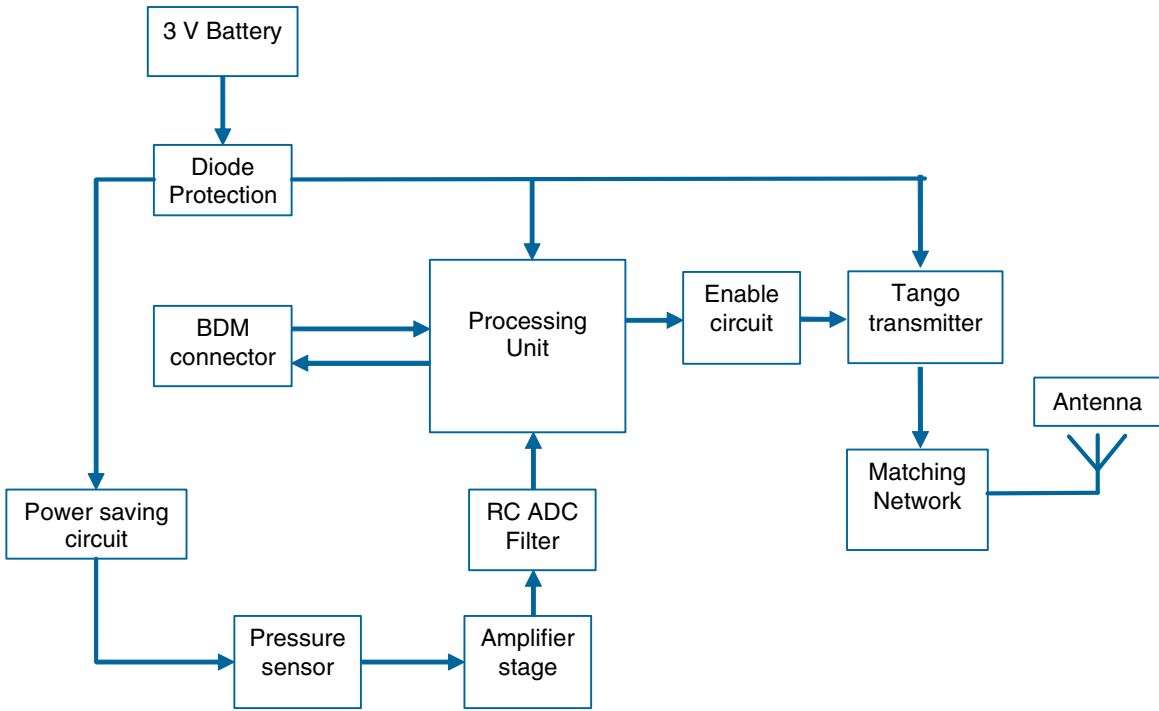 3 V Battery
Diode
Protection
BDM
connector
Processing
Unit
Enable
circuit
Tango
transmitter
Antenna
Matching
Network
Power saving
circuit
RC ADC
Filter
Pressure
sensor
Amplifier
stage